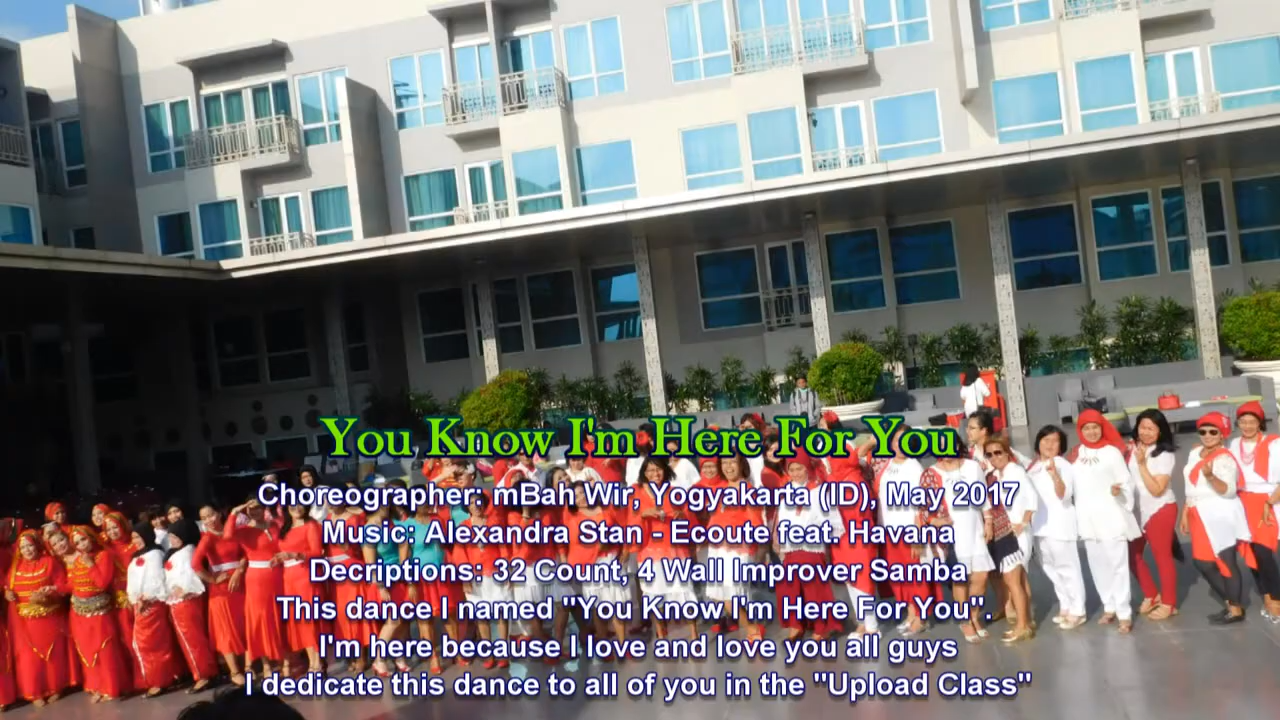 You Know I'm Here For You
Choreographer: mBah Wir, Yogyakarta (ID), May 2017
Music: Alexandra Stan - Ecoute feat. Havana
Decriptions: 32 Count, 4 Wall Improver Samba
This dance I named "You Know I'm Here For You".
I'm here because I love and love you all guys
I dedicate this dance to all of you in the "Upload Class"